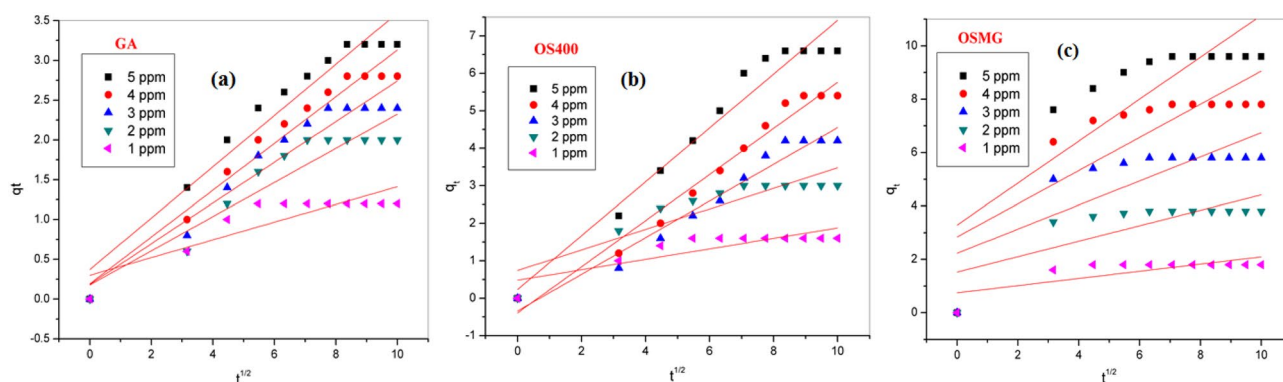 GA
(a)
5 ppm
4 ppm
3 ppm
2 ppm
1 ppm
3.5
3.0
2.5
2.0
1.5
1.0
0.5
0.0
-0.5
qt
0 2 4 6 8 10
t1/2
OS400
(b)
5 ppm
4 ppm
3 ppm
2 ppm
1 ppm
7
6
5
4
3
2
1
0
-1
qt
0 2 4 6 8 10
t1/2
OSMG
(c)
5 ppm
4 ppm
3 ppm
2 ppm
1 ppm
10
8
6
4
2
0
qt
0 2 4 6 8 10
t1/2